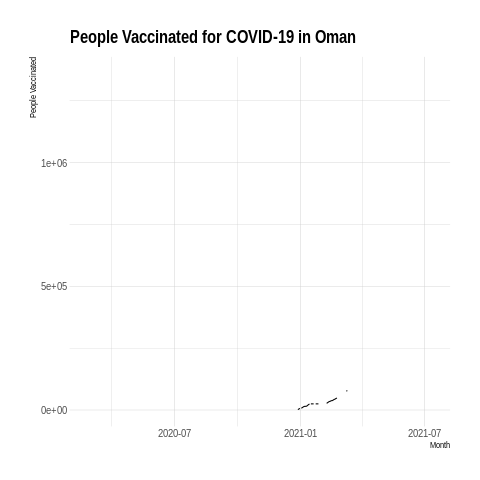 People Vaccinated for COVID-19 in Oman
People Vaccinated
1e+06
5e+05
0e+00
2020-07 2021-01 2021-07
Month